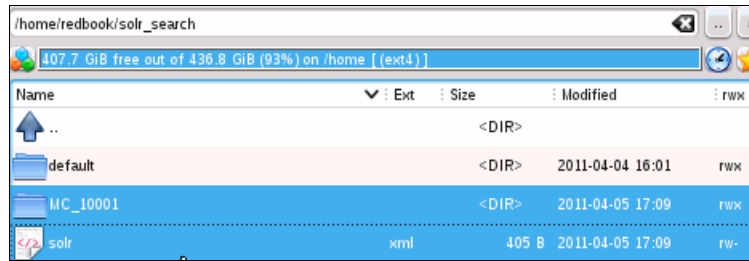 /home/redbook/solr_search ..
407.7 GiB free out of 436.8 GiB (93%) on /home [(ext4)]
Name Ext Size Modified rwx
.. <DIR>
default <DIR> 2011-04-04 16:01 rwx
MC_10001 <DIR> 2011-04-05 17:09 rwx
solr xml 405 B 2011-04-05 17:09 rw-